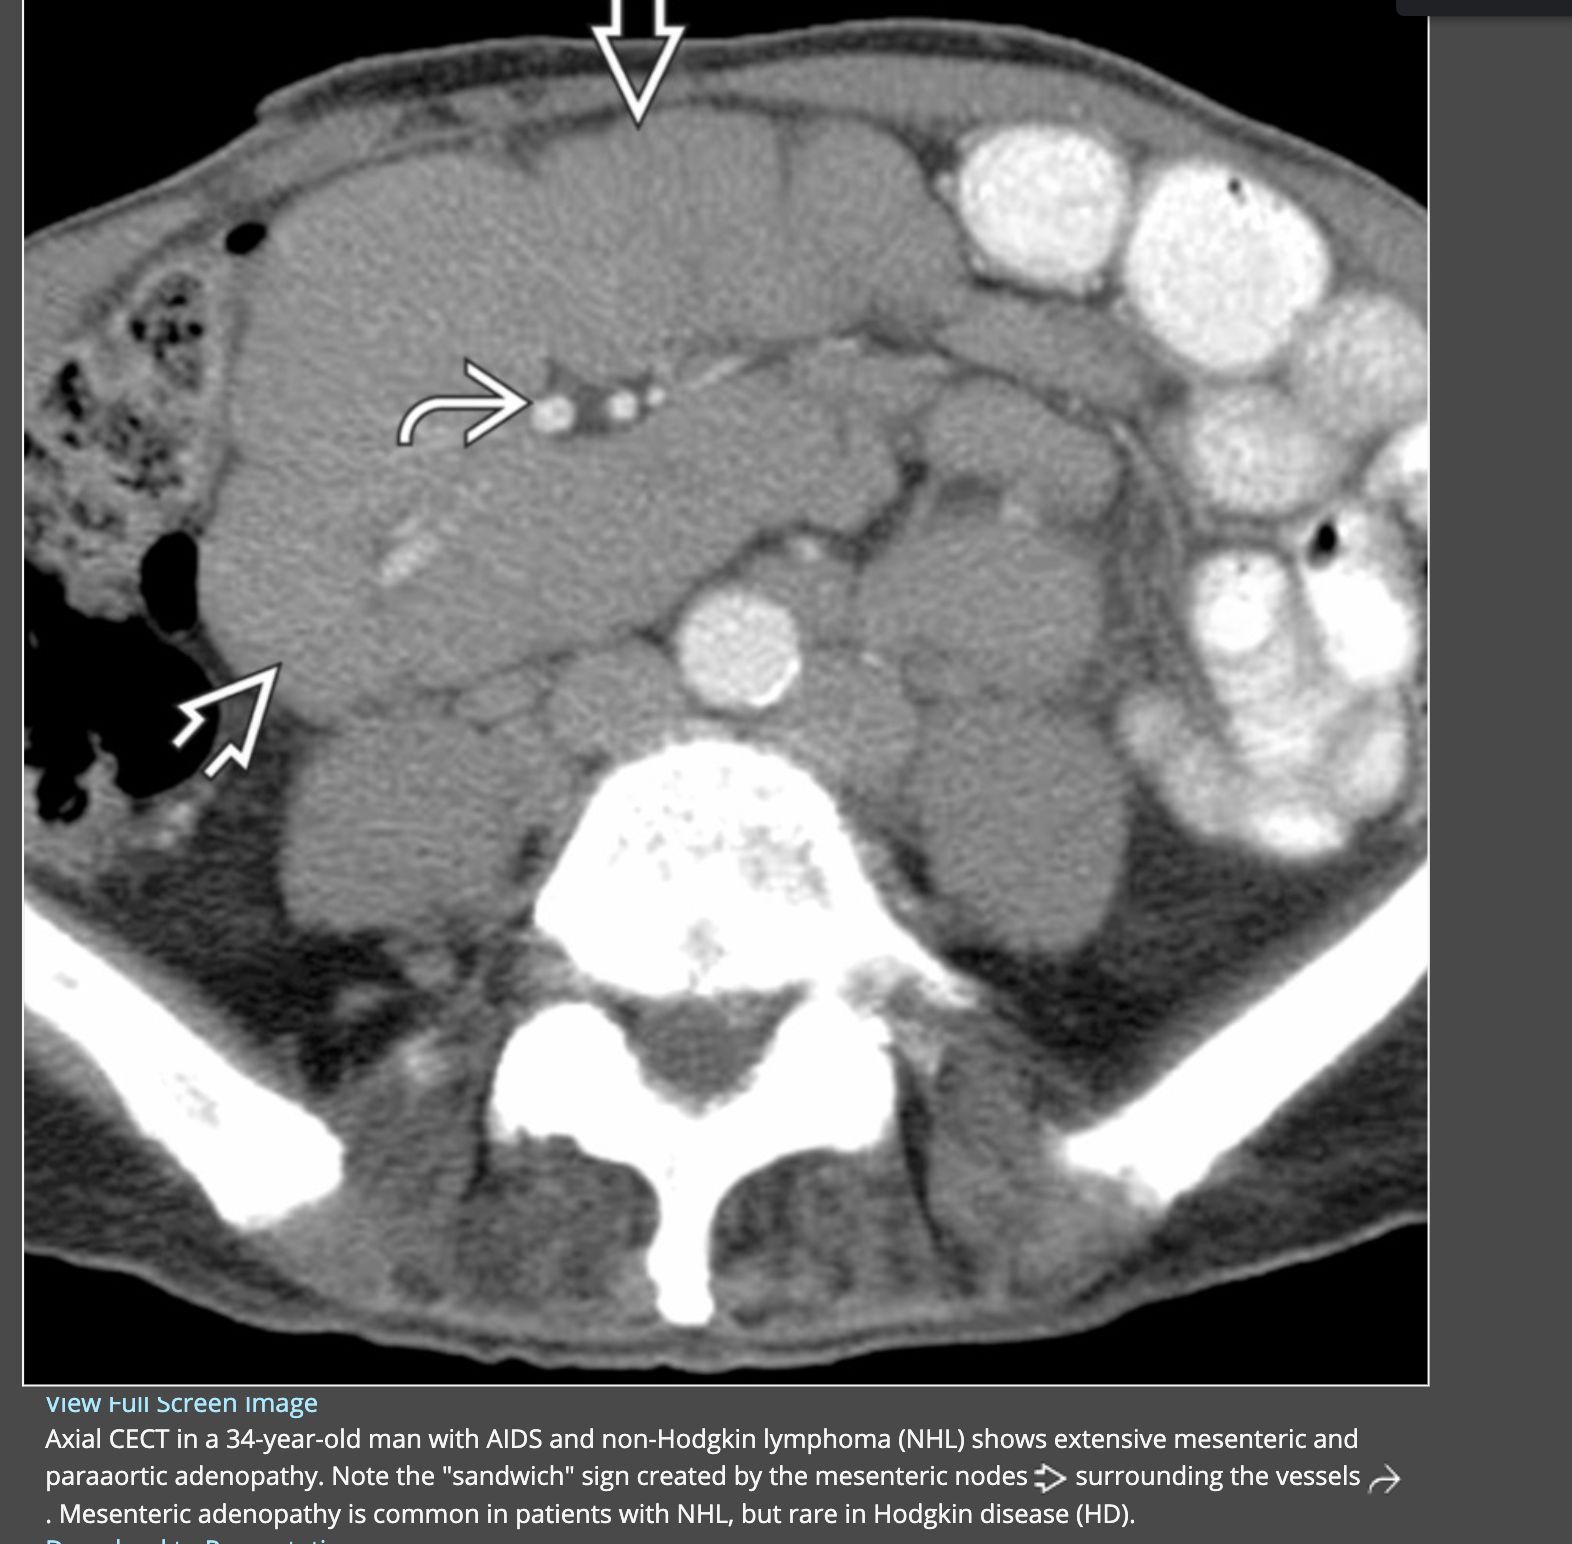 View Full Screen Image
Axial CECT in a 34-year-old man with AIDS and non-Hodgkin lymphoma (NHL) shows extensive mesenteric and
paraaortic adenopathy. Note the "sandwich" sign created by the mesenteric nodes surrounding the vessels
. Mesenteric adenopathy is common in patients with NHL, but rare in Hodgkin disease (HD).